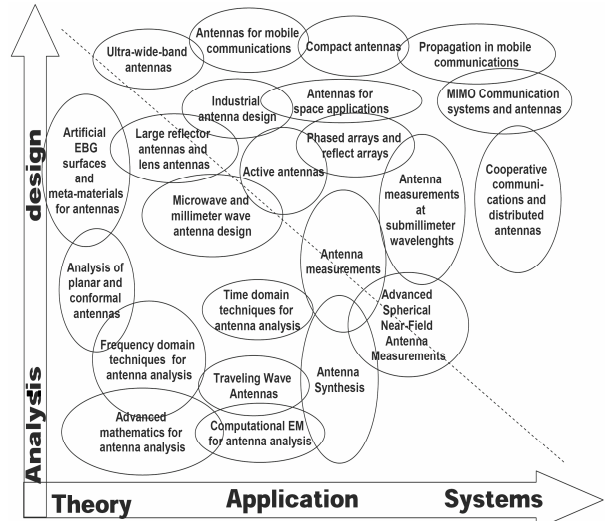 Ultra-wide-band
antennas
Antennas for mobile
communications
Compact antennas
Propagation in mobile
communications
Industrial
antenna design
Antennas for
space applications
MIMO Communication
systems and antennas
Artificial
EBG
surfaces
and
meta-materials
for antennas
Large reflector
antennas and
lens antennas
Phased arrays and
reflect arrays
Active antennas
Antenna
measurements
at
submillimeter
wavelenghts
Cooperative
communi-
cations and
distributed
antennas
Microwave and
millimeter wave
antenna design
Antenna
measurements
Analysis of
planar and
conformal
antennas
Time domain
techniques for
antenna analysis
Advanced
Spherical
Near-Field
Antenna
Measurements
Frequency domain
techniques for
antenna analysis
Traveling Wave
Antennas
Antenna
Synthesis
Advanced
mathematics for
antenna analysis
Computational EM
for antenna analysis
design
Analysis
Theory
Application
Systems